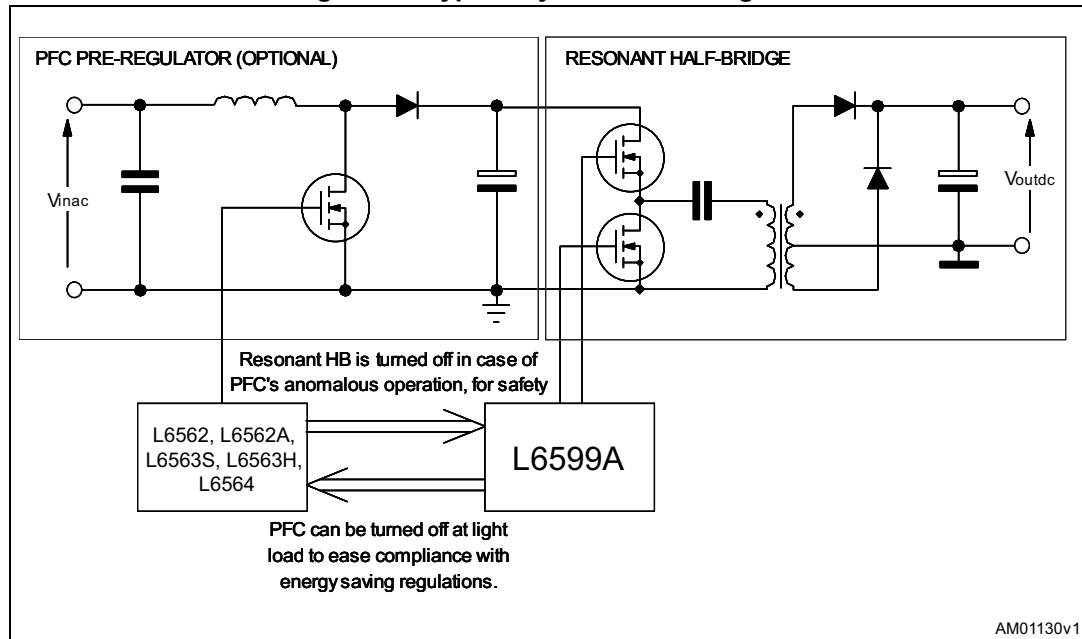 PFC PRE-REGULATOR (OPTIONAL)
RESONANT HALF-BRIDGE
Vinac
Voutdc
Resonant HB is turned off in case of
PFC's anomalous operation, for safety
L6562, L6562A,
L6563S, L6563H,
L6564
L6599A
PFC can be turned off at light
load to ease compliance with
energy saving regulations.
AM01130v1